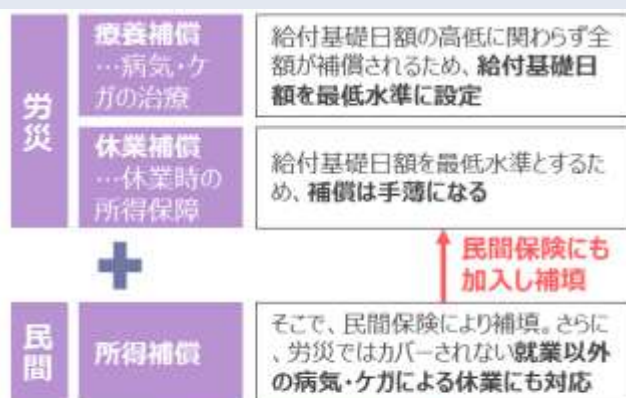 労災
療養補償
…病気・ケ
ガの治療
給付基礎日額の高低に関わらず全
額が補償されるため、給付基礎日
額を最低水準に設定
休業補償
…休業時の
所得保障
給付基礎日額を最低水準とするた
め、補償は手薄になる
民間保険にも
加入し補填
民間
所得補償
そこで、民間保険により補填。さらに
、労災ではカバーされない就業以外
の病気・ケガによる休業にも対応